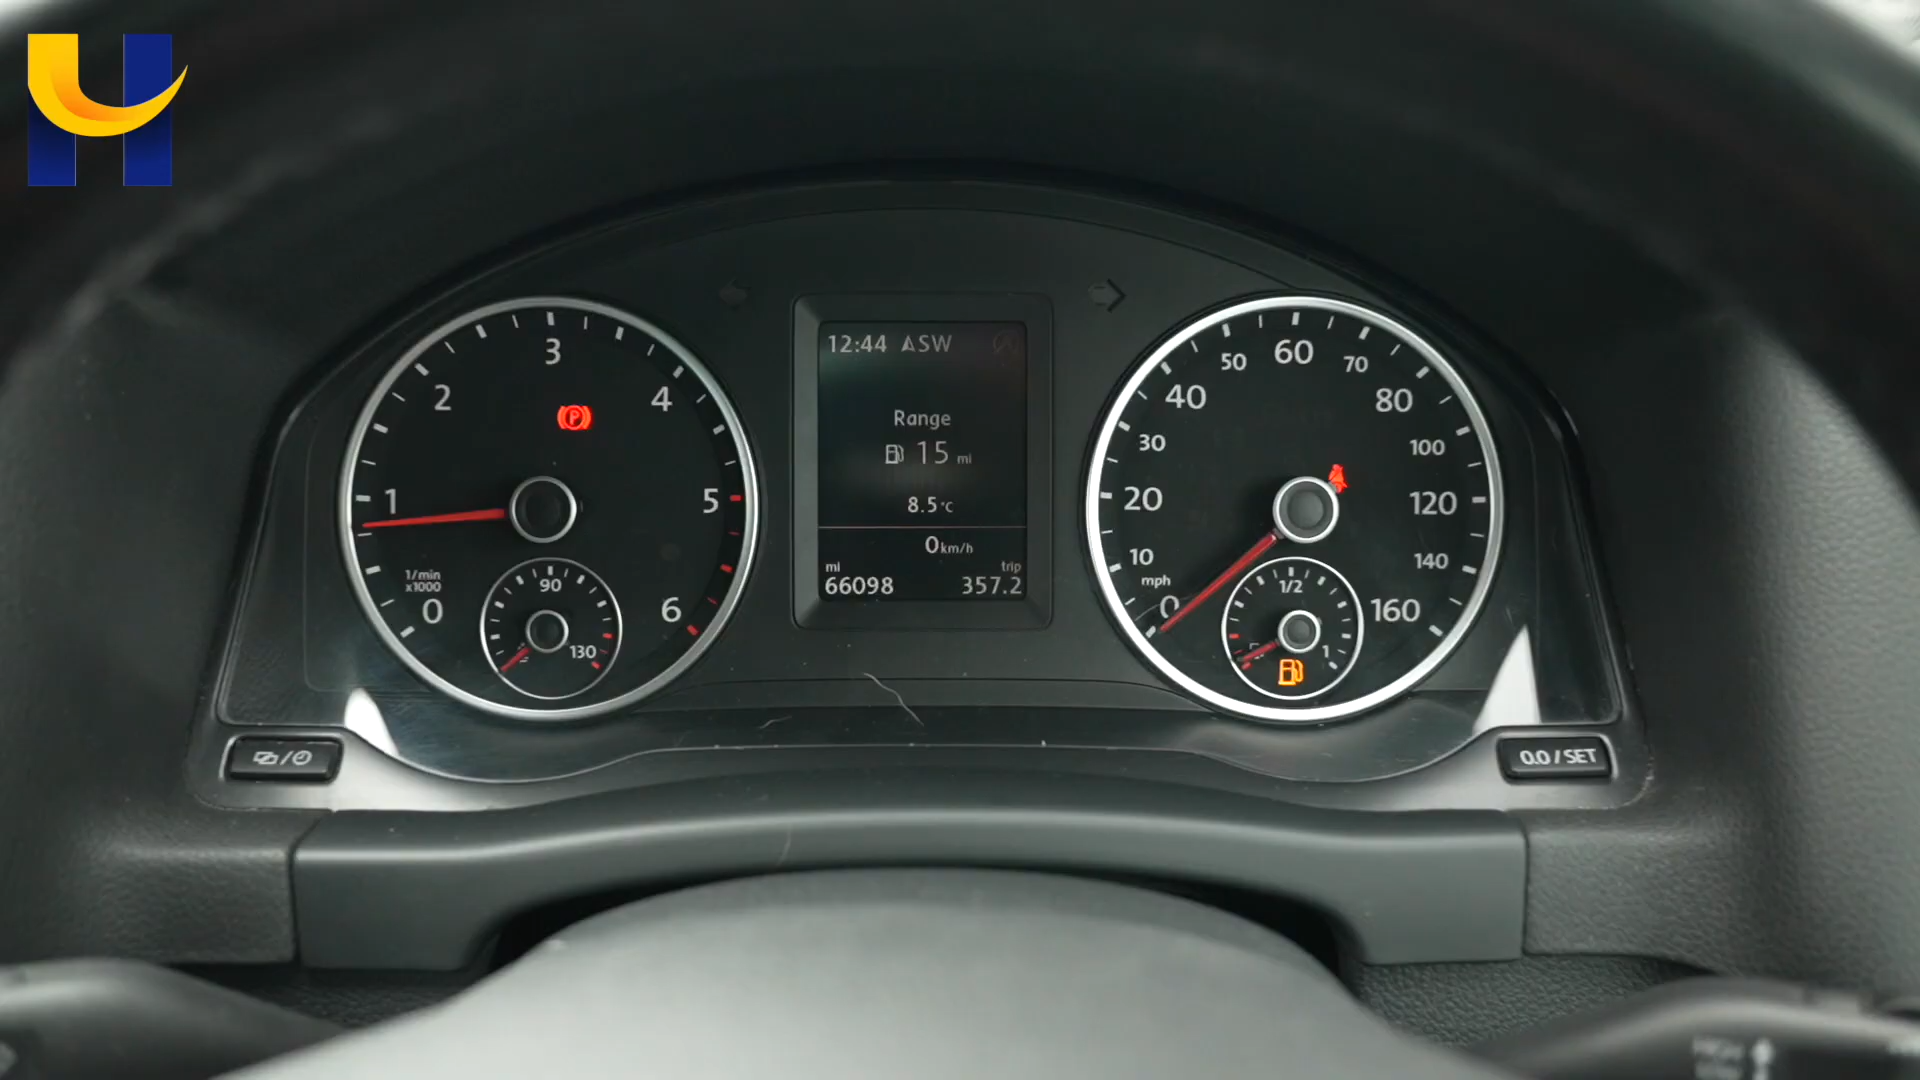 12:44 SW
Range
15 mi
8.5°C
0 km/h
mi trip
66098 357.2
0
1
2
3
4
5
6
1/min
x1000
90
130
0
10
20
30
40
50
60
70
80
100
120
140
160
mph
1/2
1
0.0 / SET